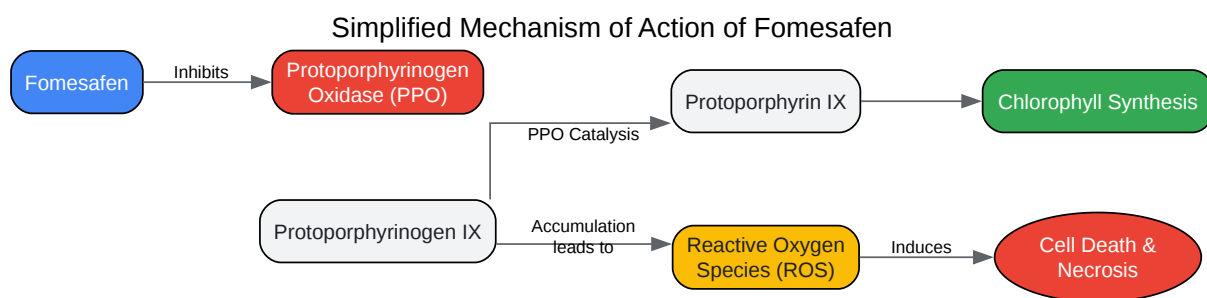 Simplified Mechanism of Action of Fomesafen
Fomesafen
Inhibits
Protoporphyrinogen
Oxidase (PPO)
Protoporphyrin IX
Chlorophyll Synthesis
PPO Catalysis
Protoporphyrinogen IX
Accumulation
leads to
Reactive Oxygen
Species (ROS)
Induces
Cell Death &
Necrosis